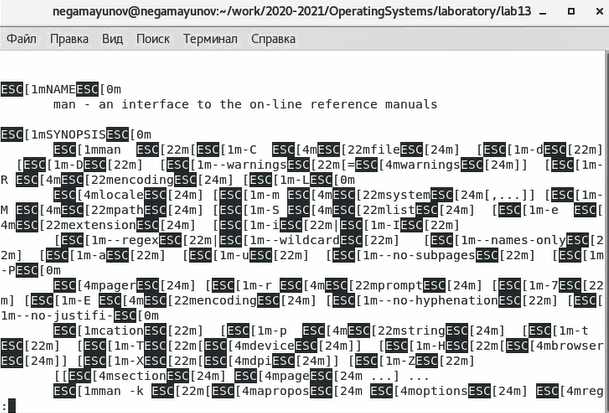 negamayunov@negamayunov:~/work/2020-2021/OperatingSystems/laboratory/lab13
Файл Правка Вид Поиск Терминал Справка
ESC[1mNAMEESC[0m
man - an interface to the on-line reference manuals
ESC[1mSYNOPSISESC[0m
ESC[1mman ESC[22m[ESC[1m-C ESC[4mESC[22mfileESC[24m] [ESC[1m-dESC[22m]
[ESC[1m-DESC[22m] [ESC[1m--warningsESC[22m[=ESC[4mwarningsESC[24m]] [ESC[1m-
R ESC[4mESC[22mencodingESC[24m] [ESC[1m-LESC[0m
ESC[4mlocaleESC[24m] [ESC[1m-m ESC[4mESC[22msystemESC[24m[,...]] [ESC[1m-
M ESC[4mESC[22mpathESC[24m] [ESC[1m-S ESC[4mESC[22mlistESC[24m] [ESC[1m-e ESC[
4mESC[22mextensionESC[24m] [ESC[1m-iESC[22m|ESC[1m-IESC[22m]
[ESC[1m--regexESC[22m|ESC[1m--wildcardESC[22m] [ESC[1m--names-onlyESC[2
2m] [ESC[1m-aESC[22m] [ESC[1m-uESC[22m] [ESC[1m--no-subpagesESC[22m] [ESC[1m
-PESC[0m
ESC[4mpagerESC[24m] [ESC[1m-r ESC[4mESC[22mpromptESC[24m] [ESC[1m-7ESC[22
m] [ESC[1m-E ESC[4mESC[22mencodingESC[24m] [ESC[1m--no-hyphenationESC[22m] [ESC[
1m--no-justifi-ESC[0m
ESC[1mcationESC[22m] [ESC[1m-p ESC[4mESC[22mstringESC[24m] [ESC[1m-t
ESC[22m] [ESC[1m-TESC[22m[ESC[4mdeviceESC[24m]] [ESC[1m-HESC[22m[ESC[4mbrowser
ESC[24m]] [ESC[1m-XESC[22m[ESC[4mdpiESC[24m]] [ESC[1m-ZESC[22m]
[[ESC[4msectionESC[24m] ESC[4mpageESC[24m ...] ...
ESC[1mman -k ESC[22m[ESC[4maproposESC[24m ESC[4moptionsESC[24m] ESC[4mreg
: